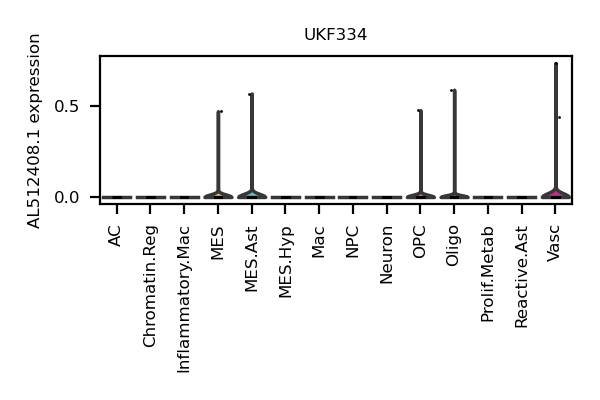 UKF334
AL512408.1 expression
0.5
0.0
AC
Chromatin.Reg
Inflammatory.Mac
MES
MES.Ast
MES.Hyp
Mac
NPC
Neuron
OPC
Oligo
Prolif.Metab
Reactive.Ast
Vasc